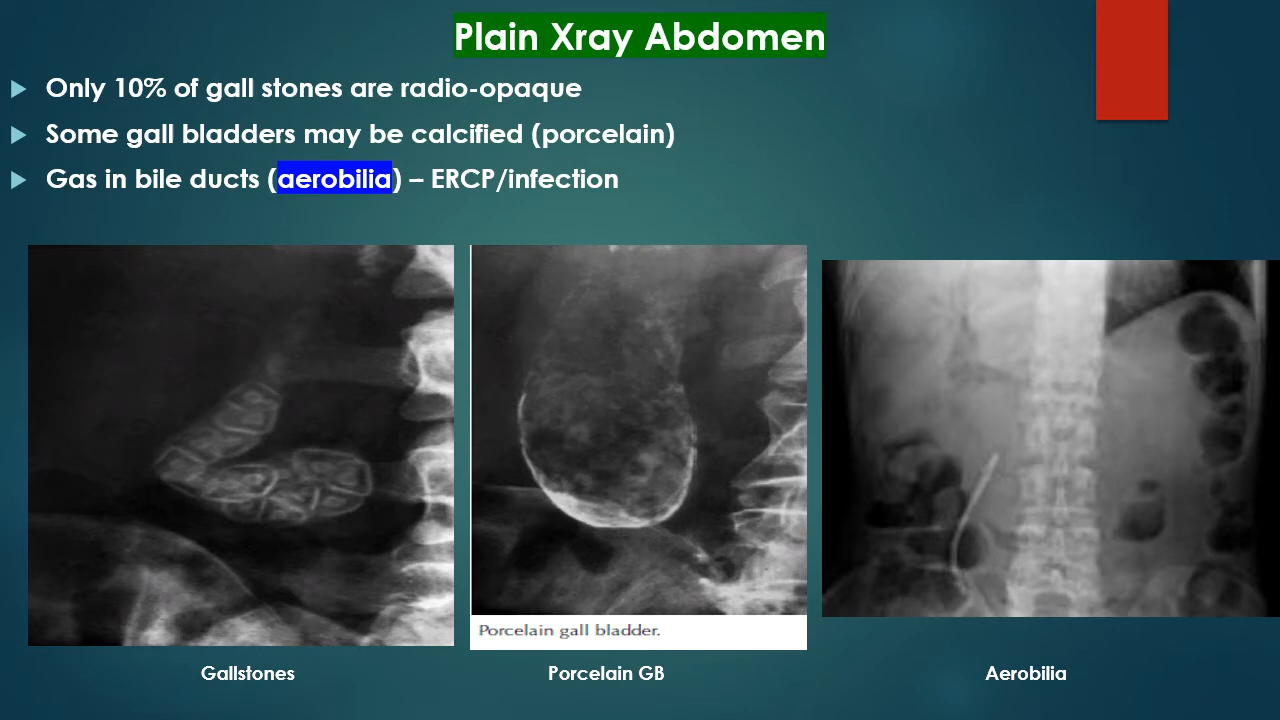 Plain Xray Abdomen
Only 10% of gall stones are radio-opaque
Some gall bladders may be calcified (porcelain)
Gas in bile ducts (aerobilia) – ERCP/infection
Porcelain gall bladder.
Gallstones
Porcelain GB
Aerobilia